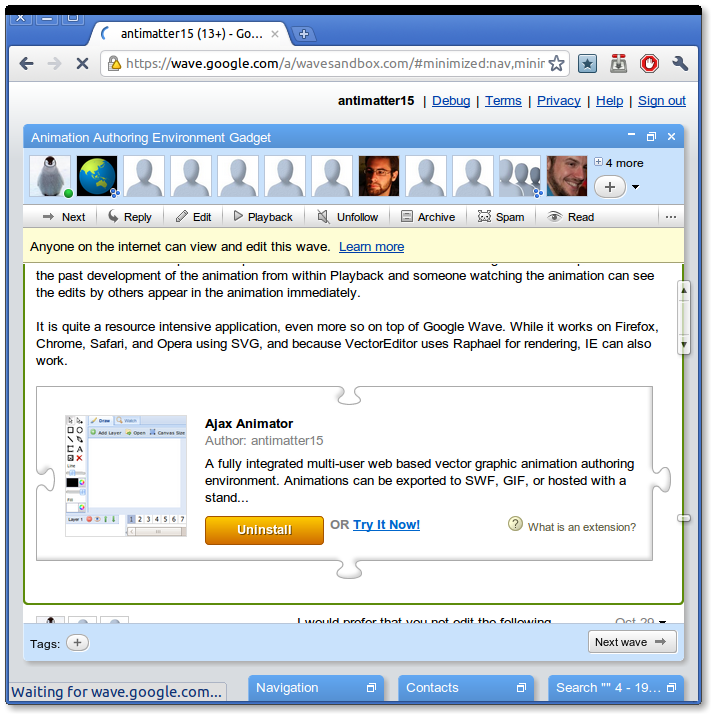 antimatter15 (13+) - Go...
https://wave.google.com/a/wavesandbox.com/#minimized:nav,minir
antimatter15 | Debug | Terms | Privacy | Help | Sign out
Animation Authoring Environment Gadget
4 more
Next Reply Edit Playback Unfollow Archive Spam Read ...
Anyone on the internet can view and edit this wave. Learn more
the past development of the animation from within Playback and someone watching the animation can see
the edits by others appear in the animation immediately.
It is quite a resource intensive application, even more so on top of Google Wave. While it works on Firefox,
Chrome, Safari, and Opera using SVG, and because VectorEditor uses Raphael for rendering, IE can also
work.
Draw Watch
Add Layer Open Canvas Size
Line
Fill
Layer 1 1 2 3 4 5 6 7
Ajax Animator
Author: antimatter15
A fully integrated multi-user web based vector graphic animation authoring
environment. Animations can be exported to SWF, GIF, or hosted with a
stand...
Uninstall OR Try It Now! What is an extension?
I would prefer that you not edit the following Oct 29
Tags: Next wave
Waiting for wave.google.com...
Navigation Contacts Search "" 4 - 19...